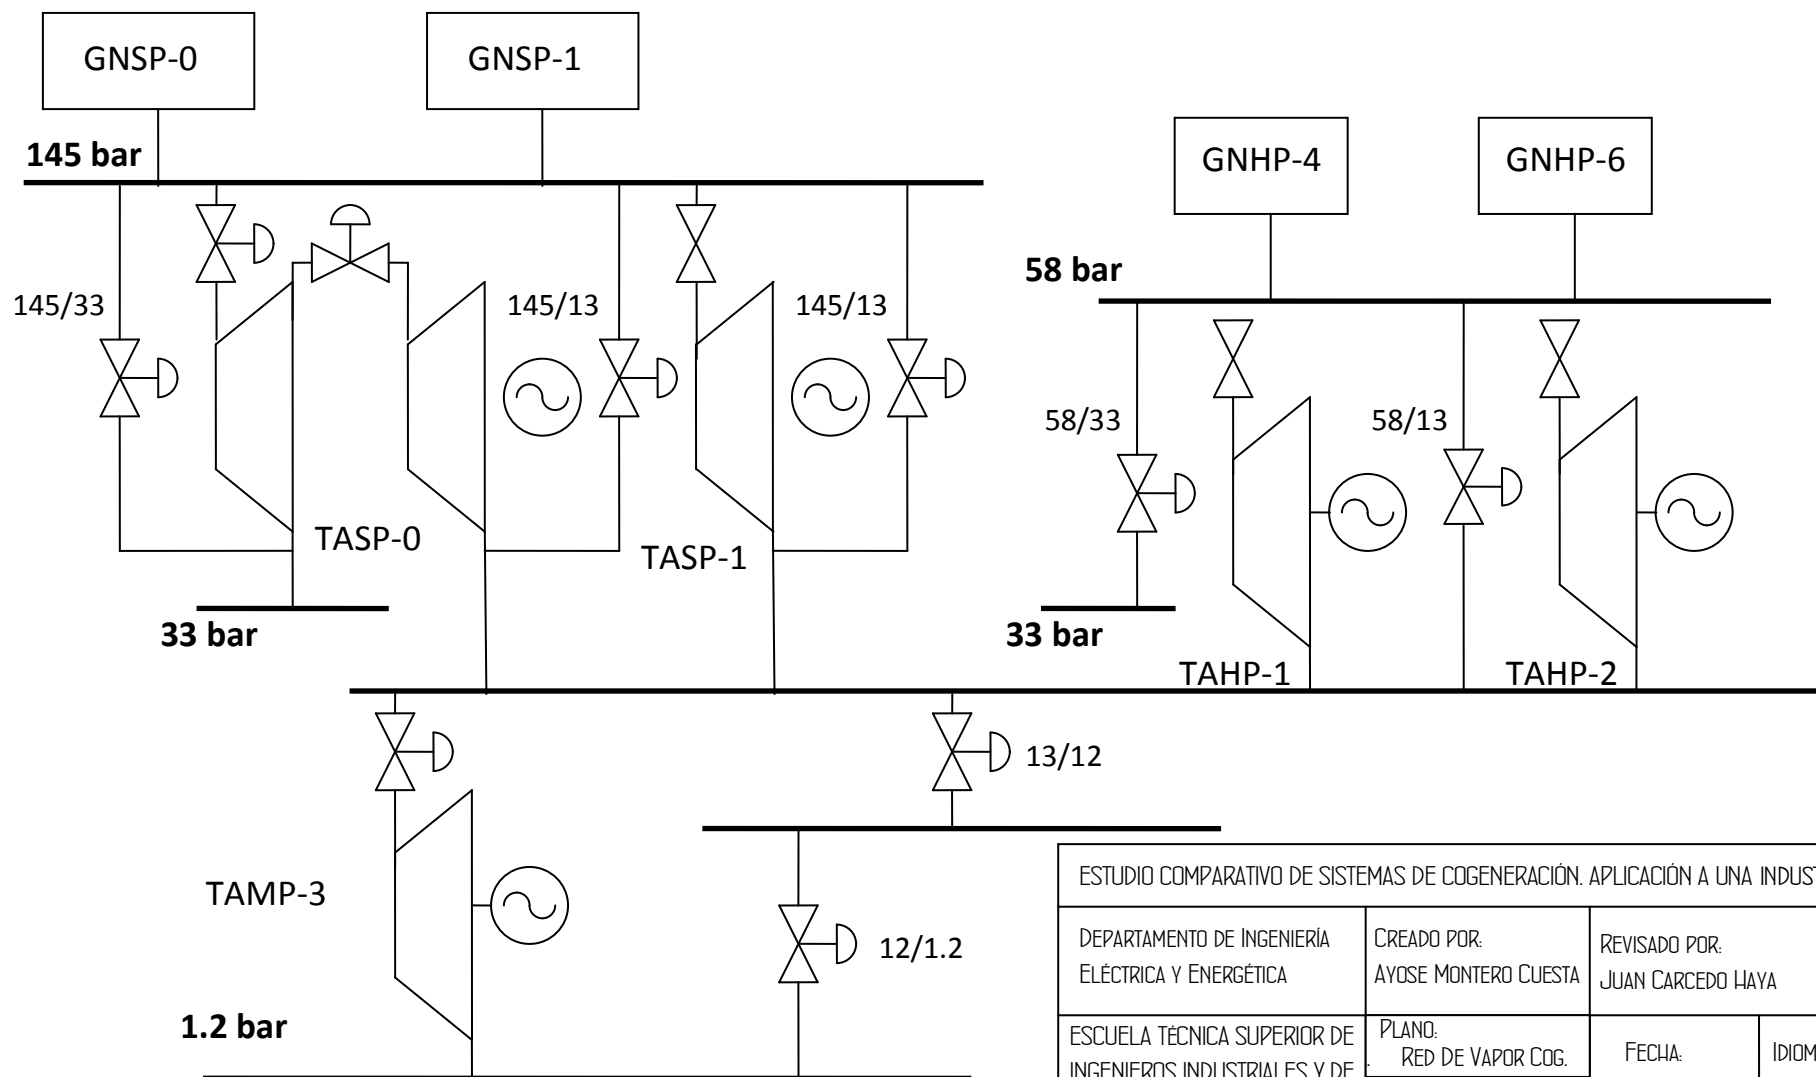 GNSP-0
GNSP-1
145 bar
GNHP-4
GNHP-6
58 bar
145/33
145/13
145/13
58/33
58/13
TASP-0
TASP-1
33 bar
33 bar
TAHP-1
TAHP-2
13/12
TAMP-3
12/1.2
1.2 bar
ESTUDIO COMPARATIVO DE SISTEMAS DE COGENERACIÓN. APLICACIÓN A UNA INDUST
DEPARTAMENTO DE INGENIERÍA
ELÉCTRICA Y ENERGÉTICA
CREADO POR:
AYOSE MONTERO CUESTA
REVISADO POR:
JUAN CARCEDO HAYA
ESCUELA TÉCNICA SUPERIOR DE
INGENIEROS INDUSTRIALES Y DE
PLANO:
RED DE VAPOR COG.
FECHA:
IDIOM